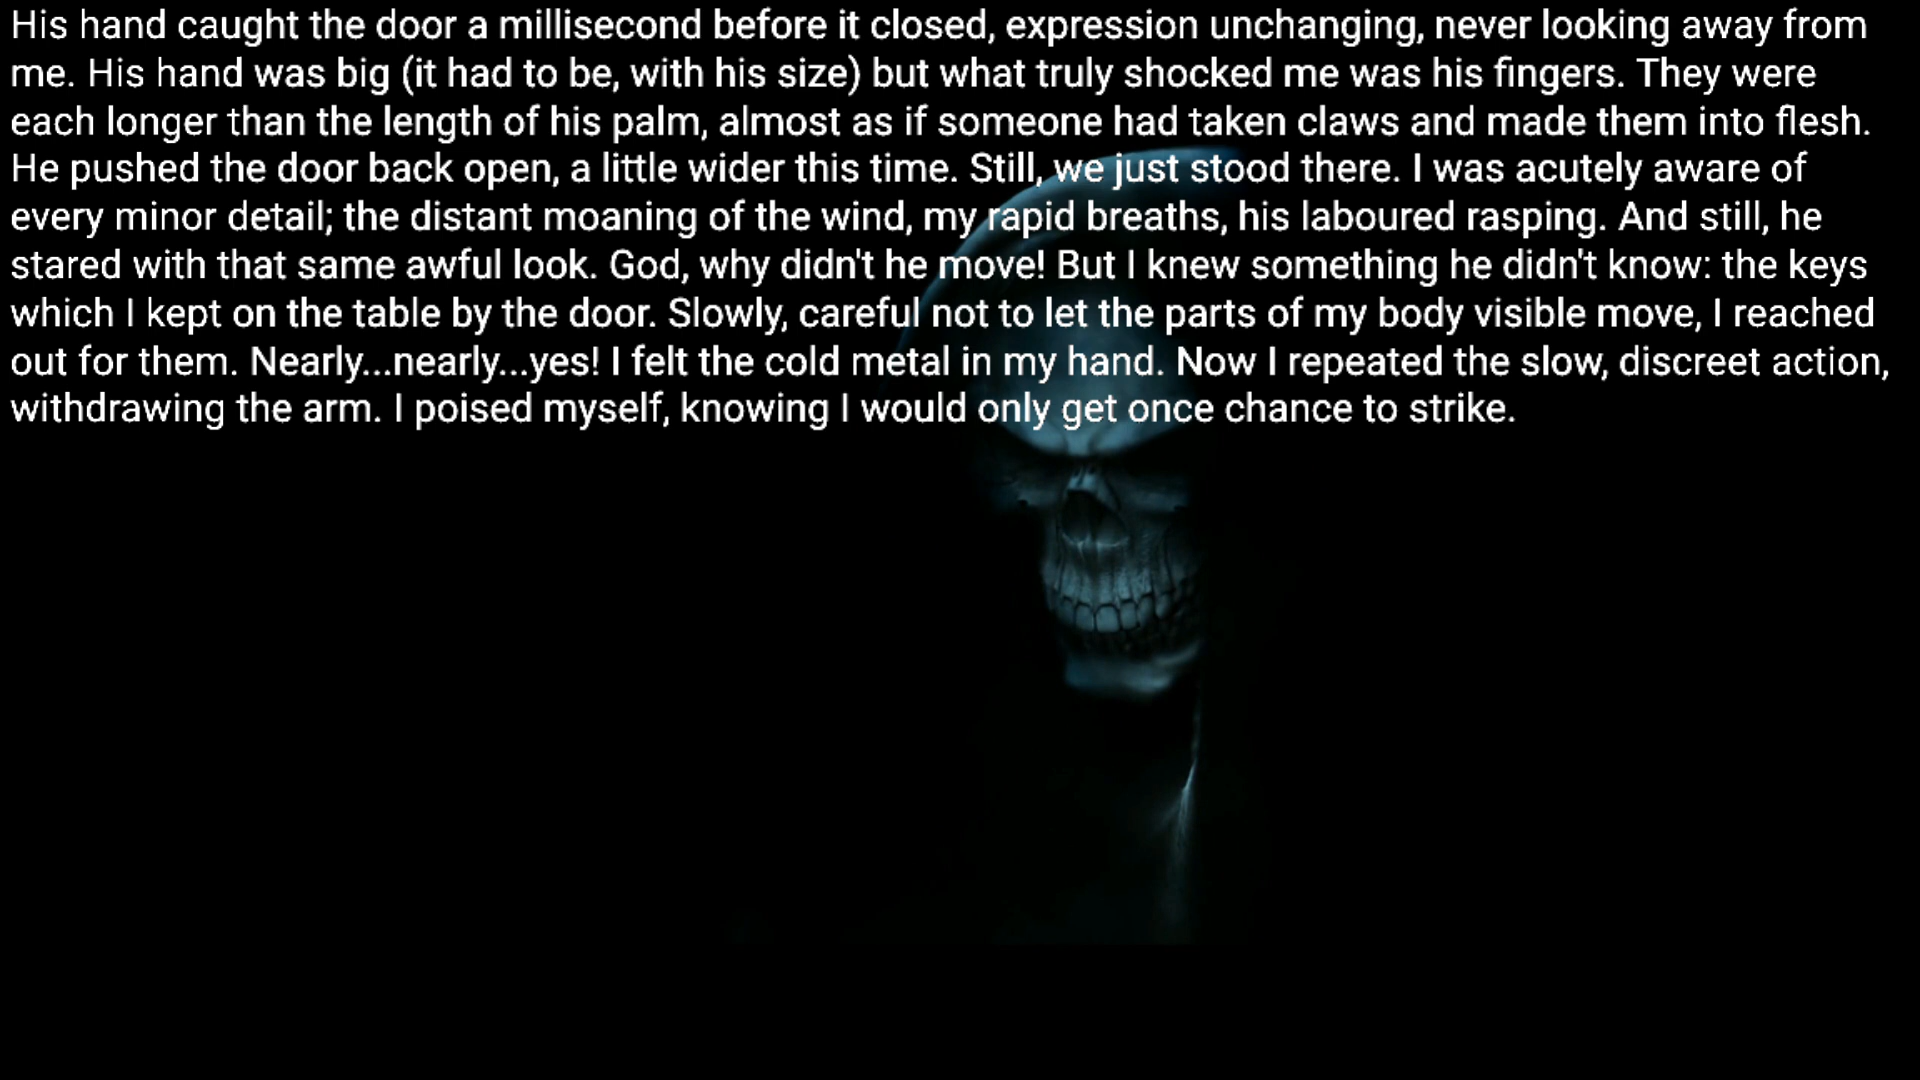 His hand caught the door a millisecond before it closed, expression unchanging, never looking away from
me. His hand was big (it had to be, with his size) but what truly shocked me was his fingers. They were
each longer than the length of his palm, almost as if someone had taken claws and made them into flesh.
He pushed the door back open, a little wider this time. Still, we just stood there. I was acutely aware of
every minor detail; the distant moaning of the wind, my rapid breaths, his laboured rasping. And still, he
stared with that same awful look. God, why didn't he move! But I knew something he didn't know: the keys
which I kept on the table by the door. Slowly, careful not to let the parts of my body visible move, I reached
out for them. Nearly...nearly...yes! I felt the cold metal in my hand. Now I repeated the slow, discreet action,
withdrawing the arm. I poised myself, knowing I would only get once chance to strike.